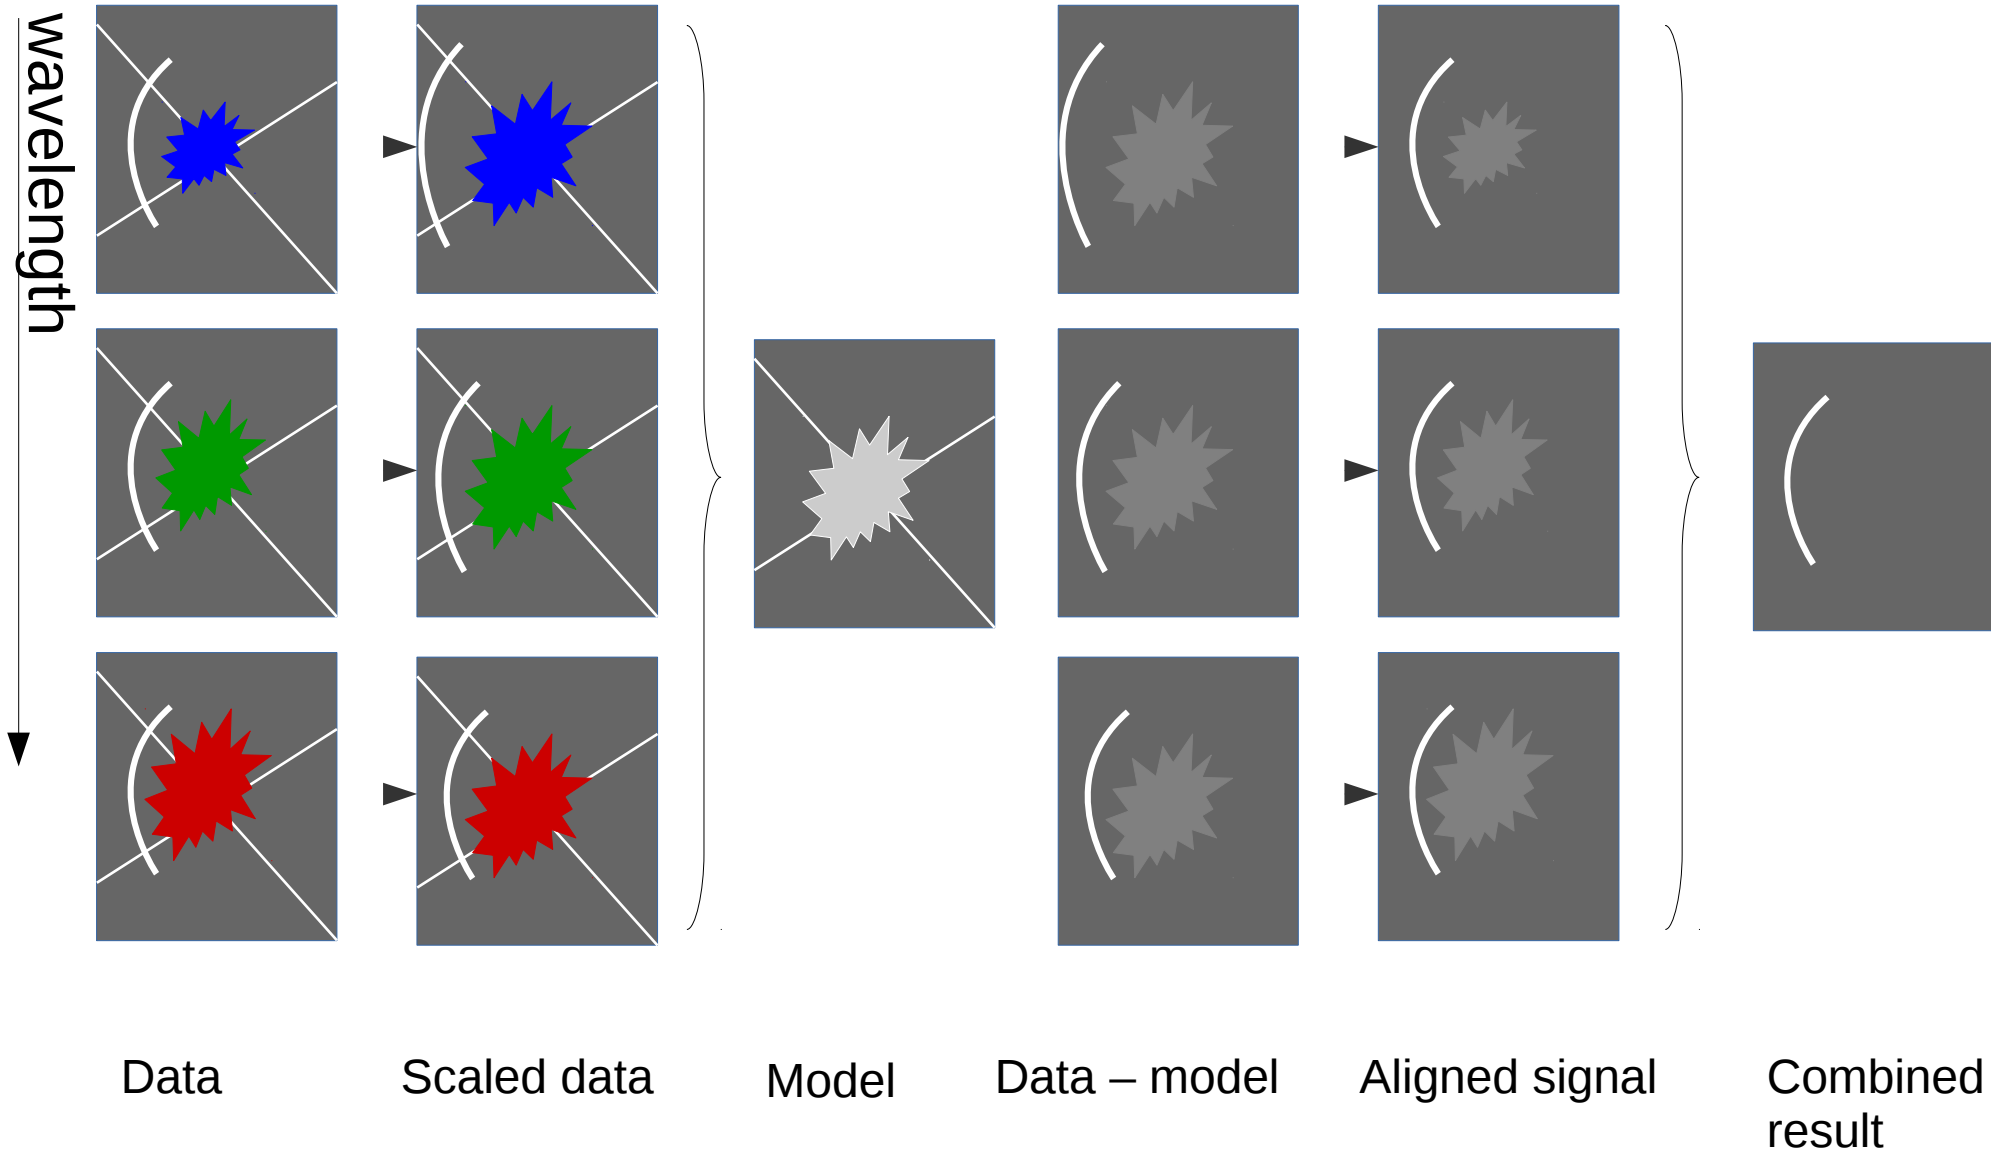 wavelength
Data
Scaled data
Model
Data – model
Aligned signal
Combined
result